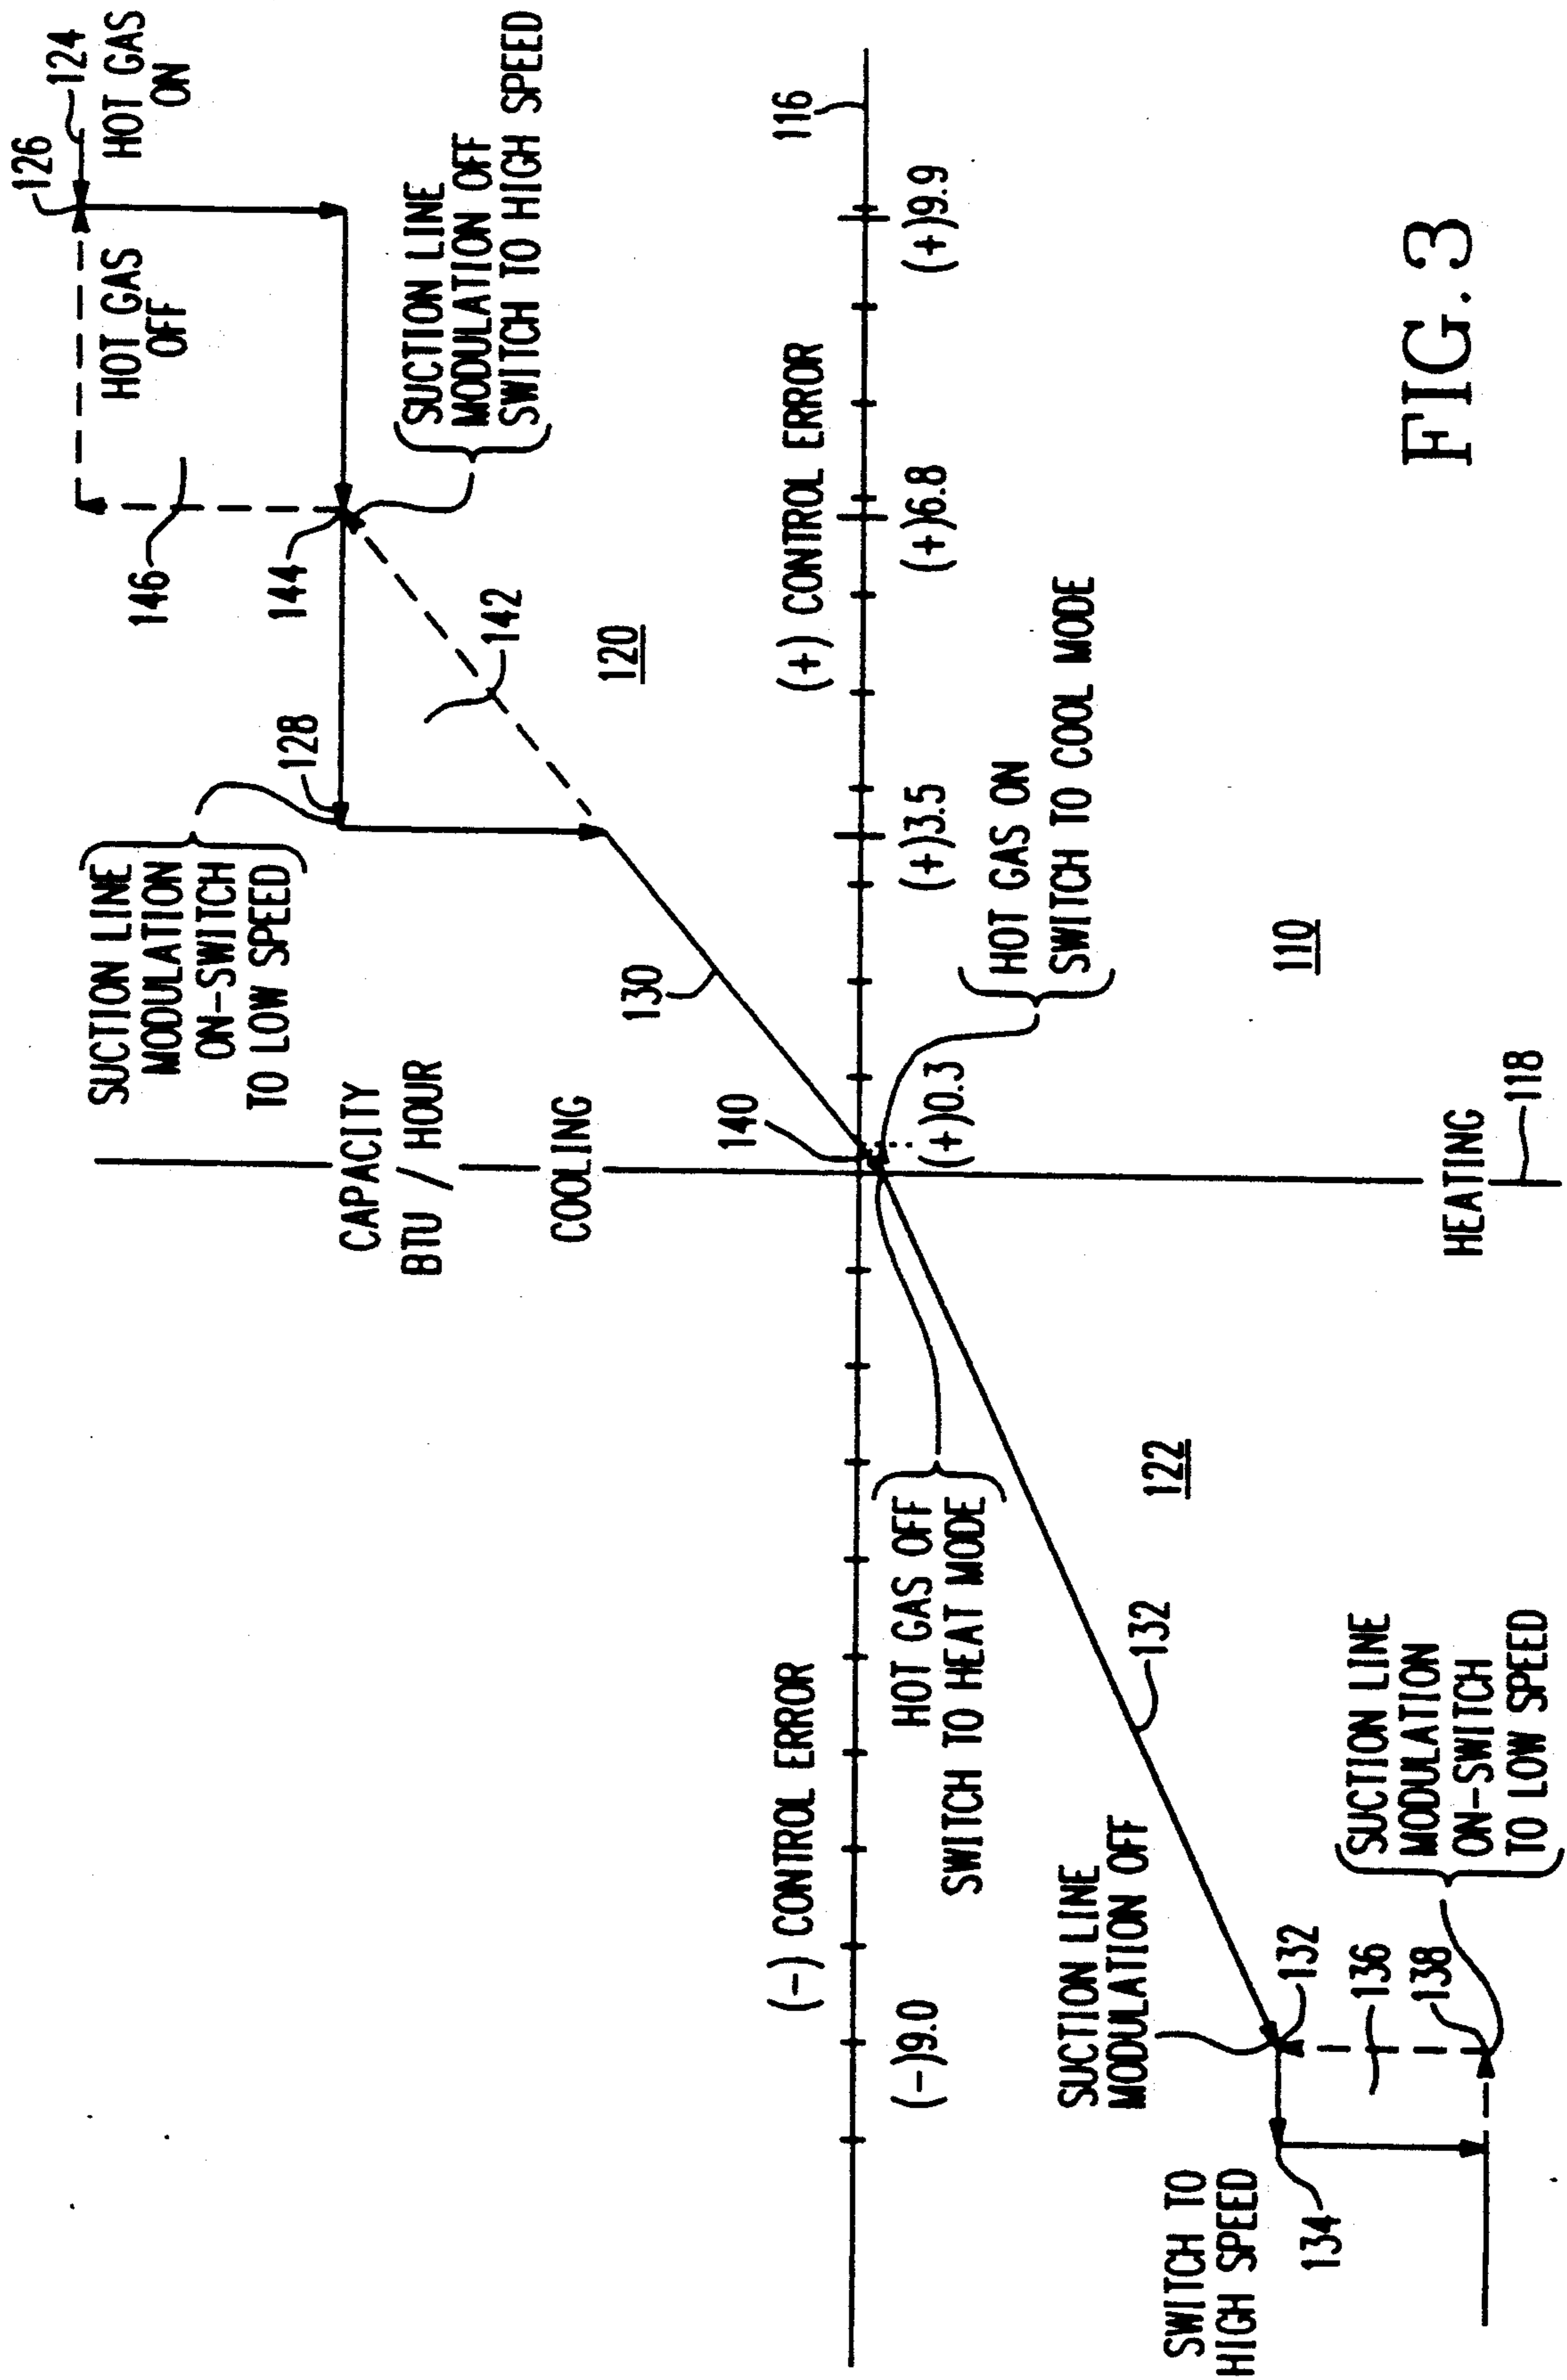 126
124
HOT GAS
ON
HOT GAS
OFF
146
144
SUCTION LINE
MODULATION OFF
SWITCH TO HIGH SPEED
SUCTION LINE
MODULATION
ON-SWITCH
TO LOW SPEED
128
142
120
130
CAPACITY
BTU / HOUR
COOLING
140
(-) CONTROL ERROR
(+) CONTROL ERROR
116
(-)9.0
(+)0.3
(+)3.5
(+)6.8
(+)9.9
HOT GAS OFF
SWITCH TO HEAT MODE
HOT GAS ON
SWITCH TO COOL MODE
SUCTION LINE
MODULATION OFF
132
122
110
SWITCH TO
HIGH SPEED
134
132
136
138
SUCTION LINE
MODULATION
ON-SWITCH
TO LOW SPEED
HEATING
118
FIG. 3